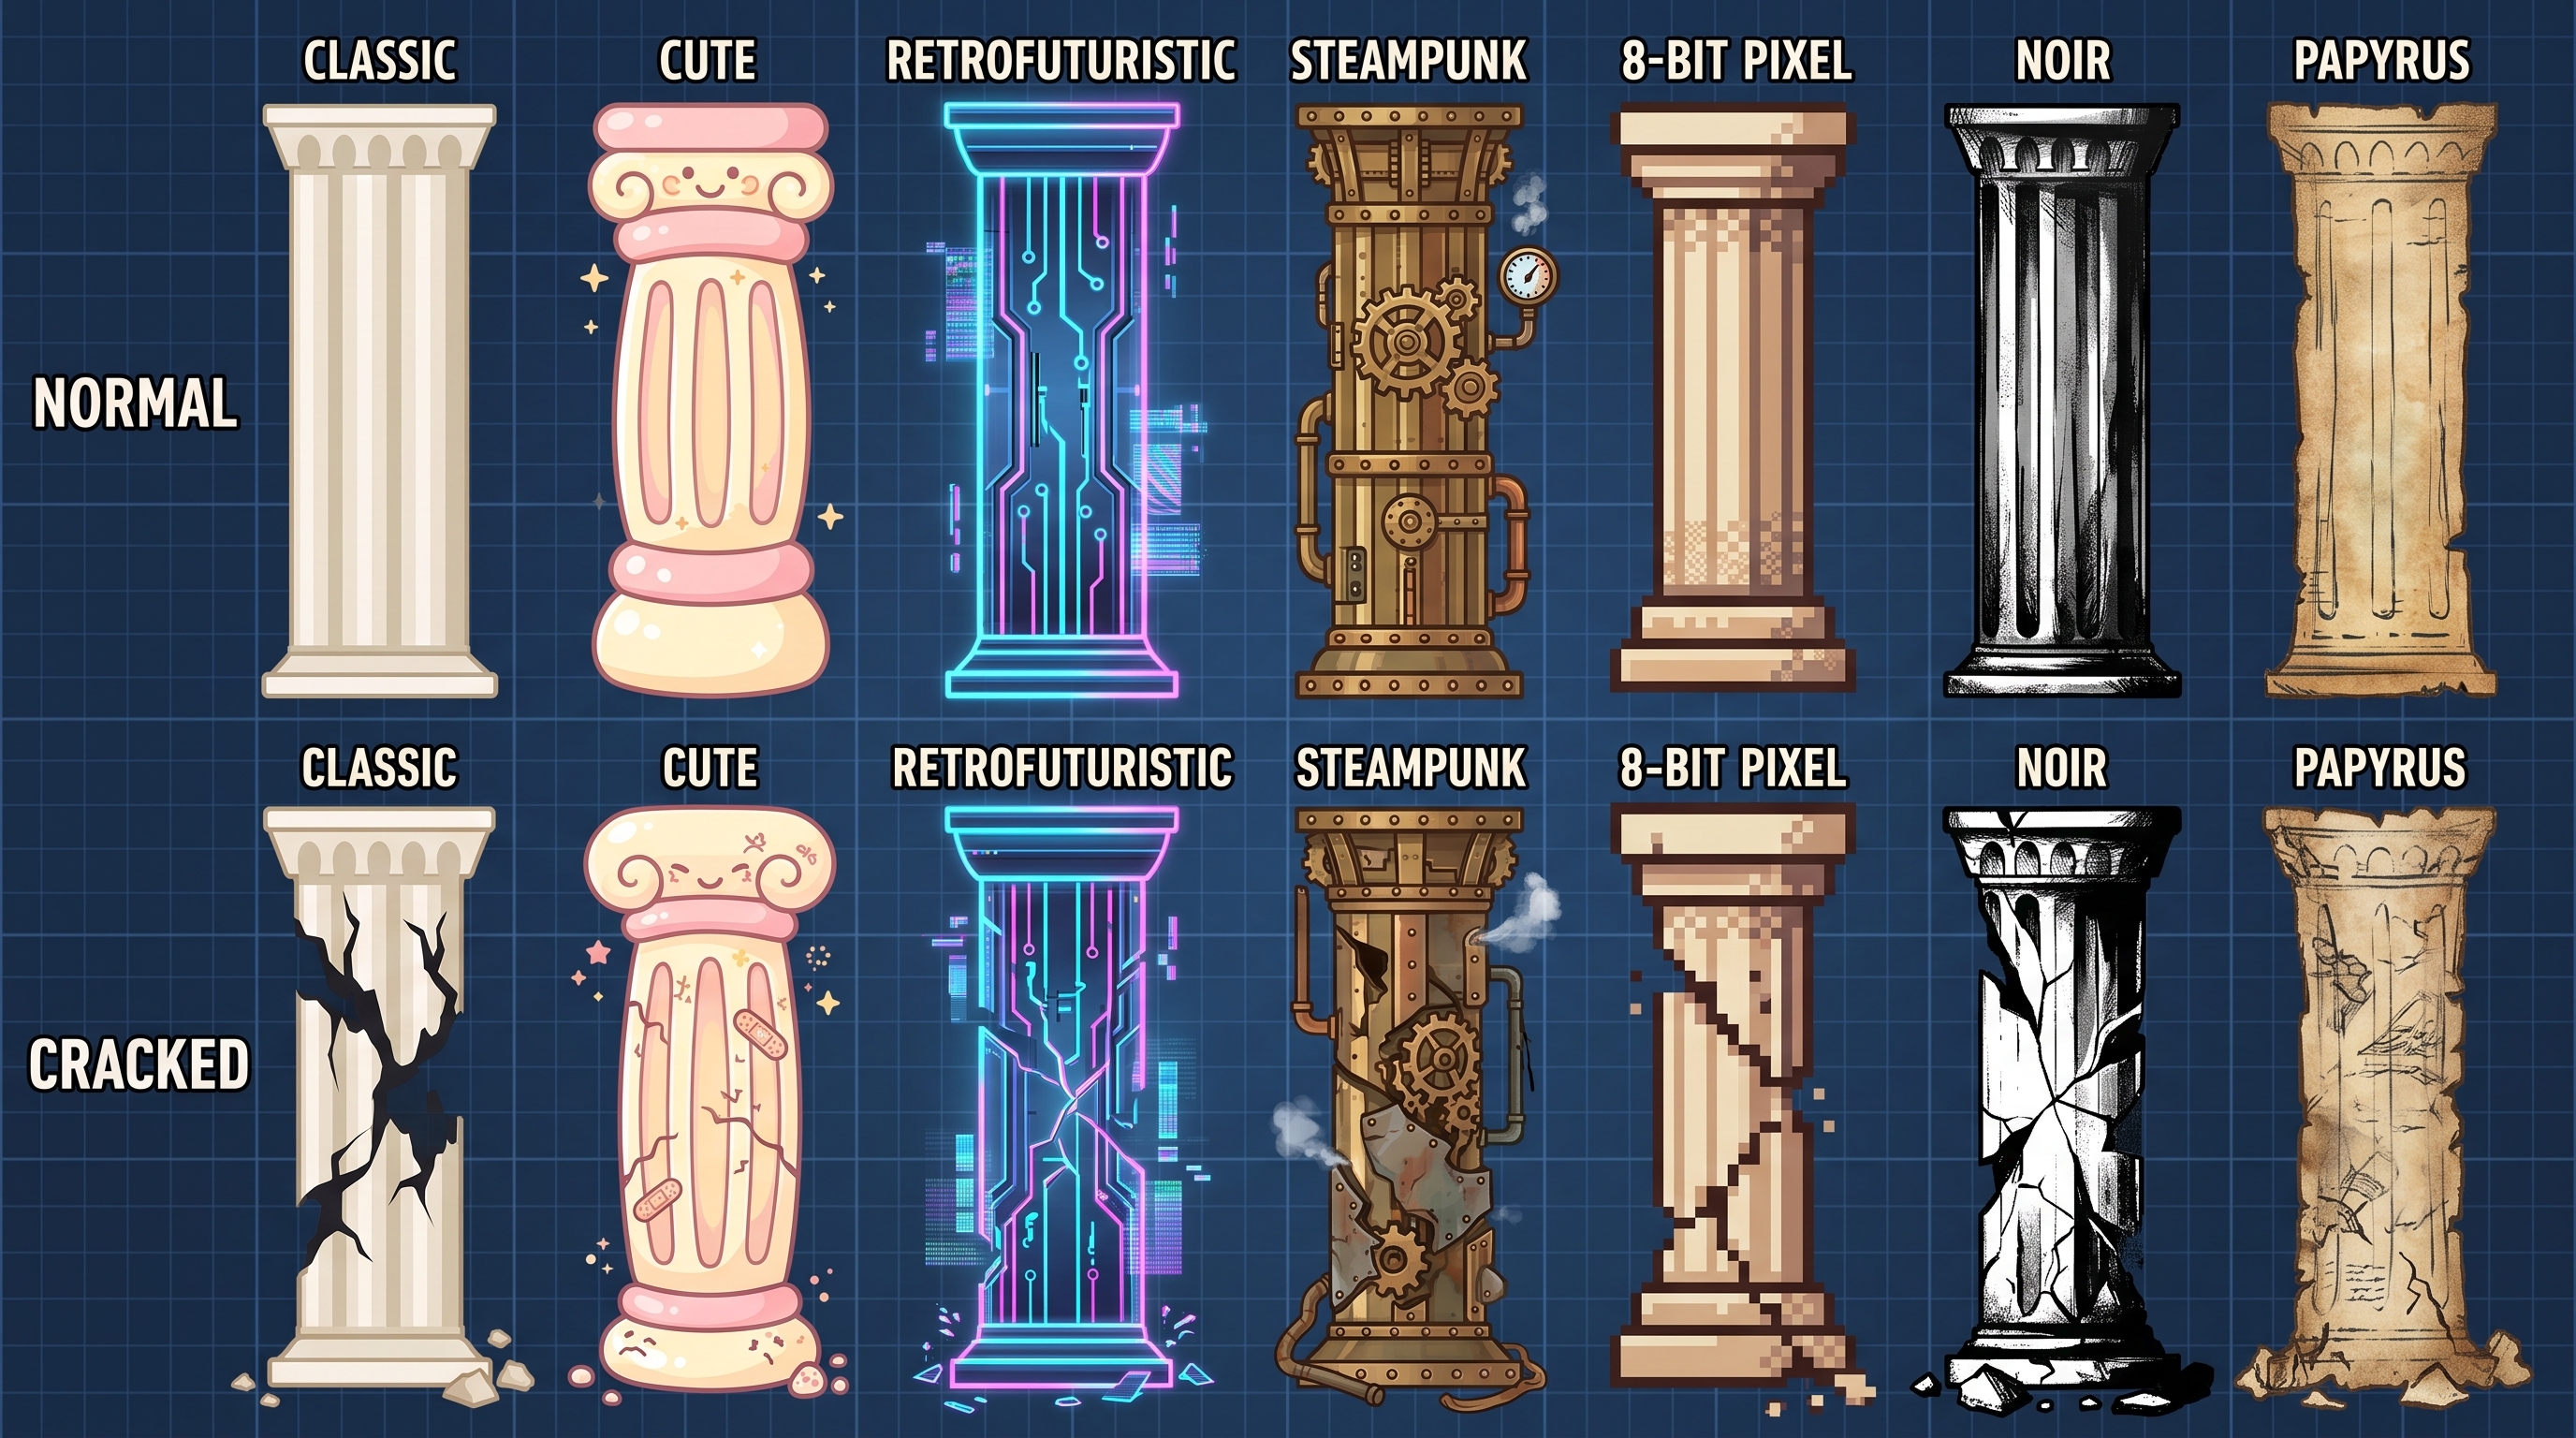 CLASSIC CUTE RETROFUTURISTIC STEAMPUNK 8-BIT PIXEL NOIR PAPYRUS
NORMAL
CLASSIC CUTE RETROFUTURISTIC STEAMPUNK 8-BIT PIXEL NOIR PAPYRUS
CRACKED